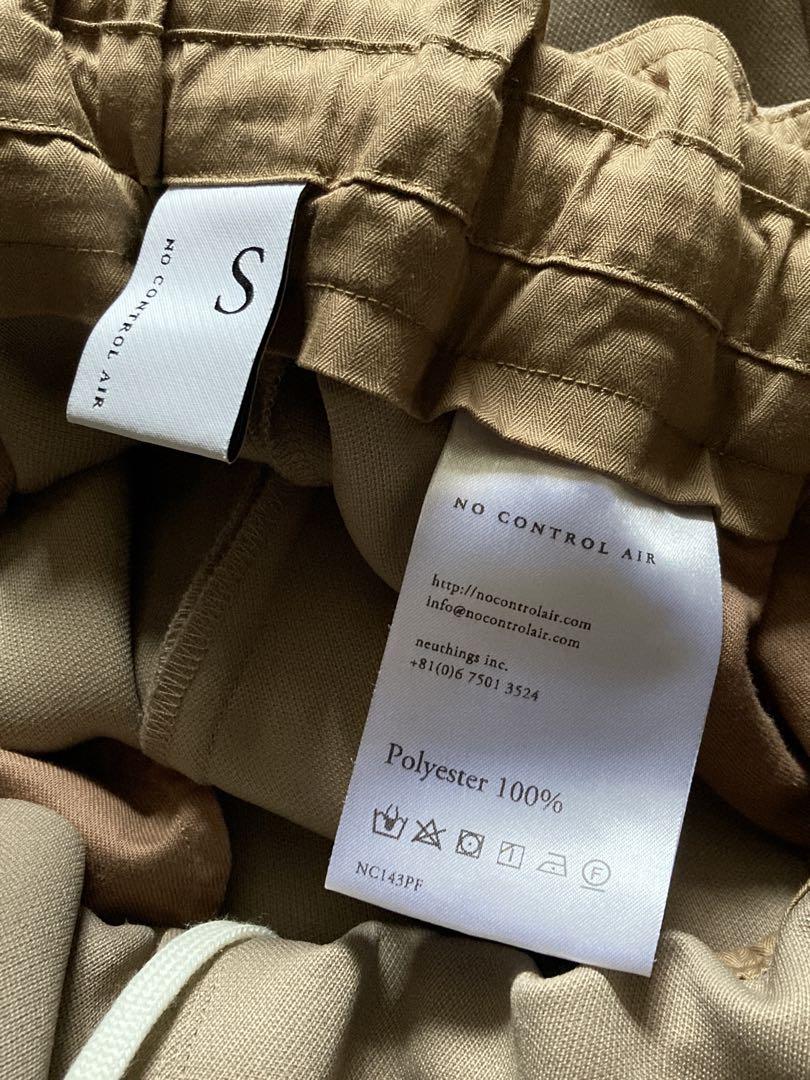 S
NO CONTROL AIR
NO CONTROL AIR
http://nocontrolair.com
info@nocontrolair.com
neuthings inc.
+81(0)6 7501 3524
Polyester 100%
F
NC143PF